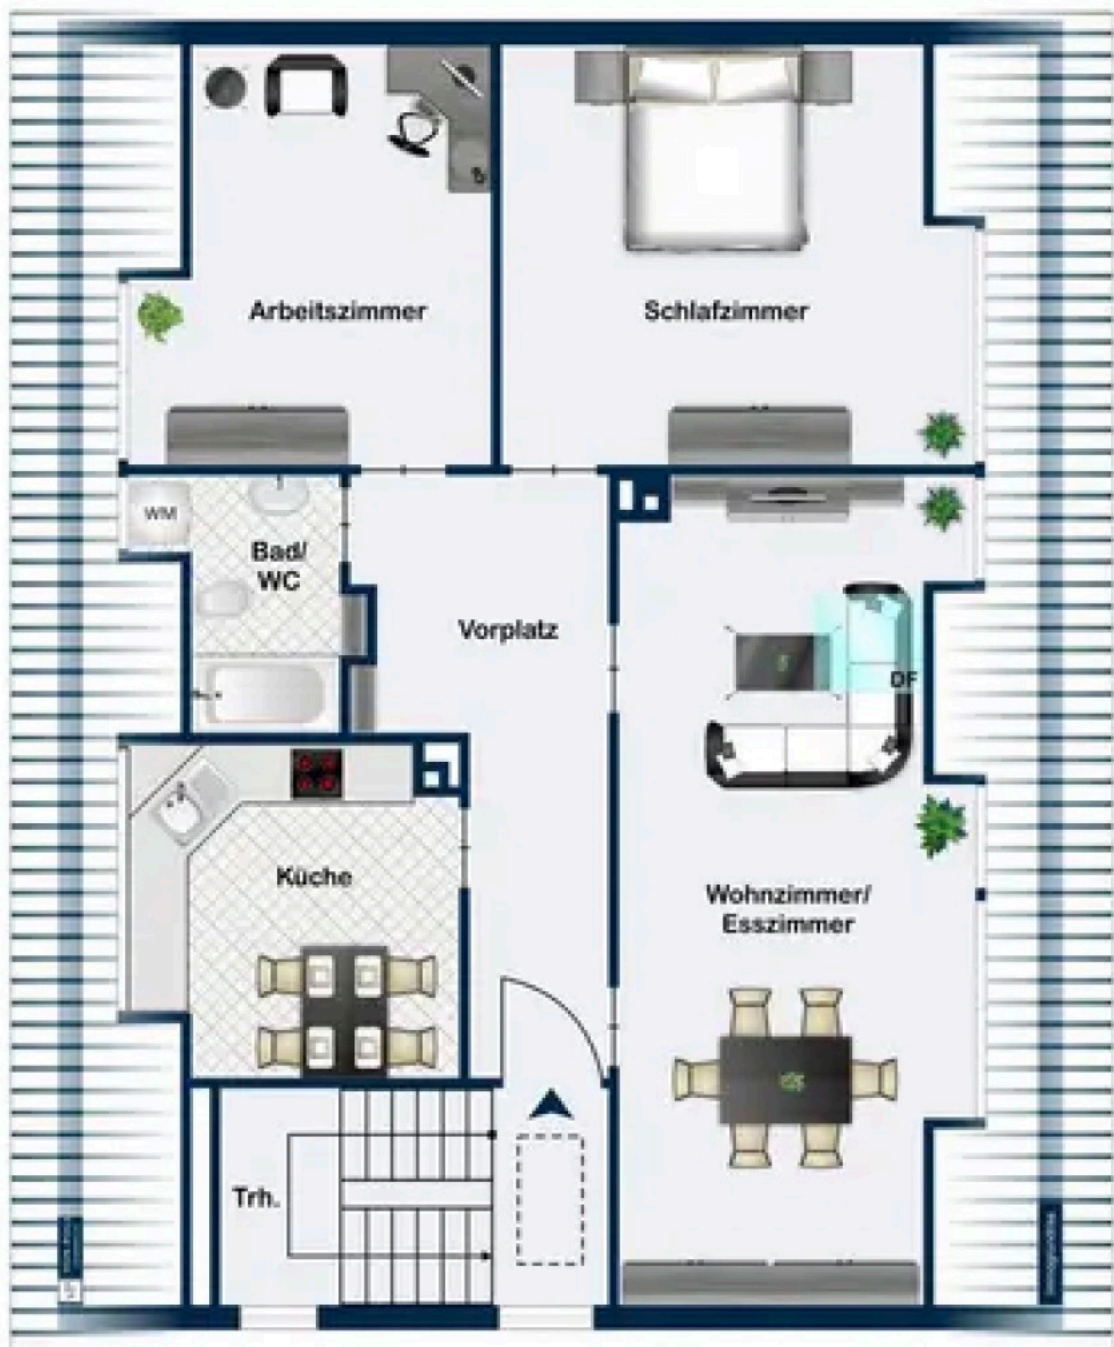 Arbeitszimmer
Schlafzimmer
WM
Bad/
WC
Vorplatz
DF
Küche
Wohnzimmer/
Esszimmer
Trh.